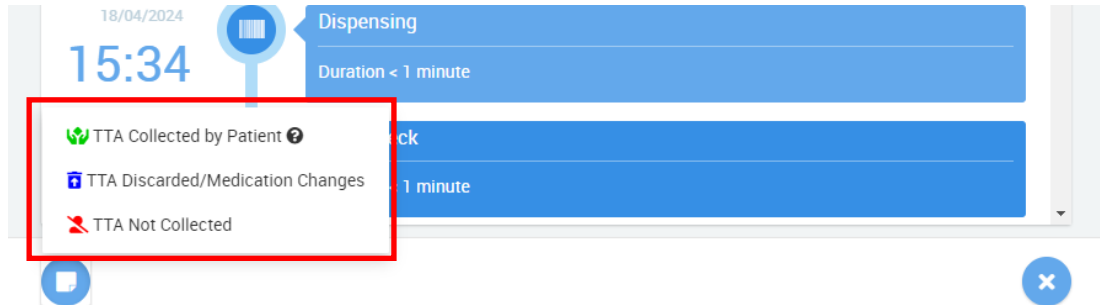 18/04/2024
Dispensing
15:34
Duration < 1 minute
TTA Collected by Patient ?
eck
TTA Discarded/Medication Changes
1 minute
TTA Not Collected